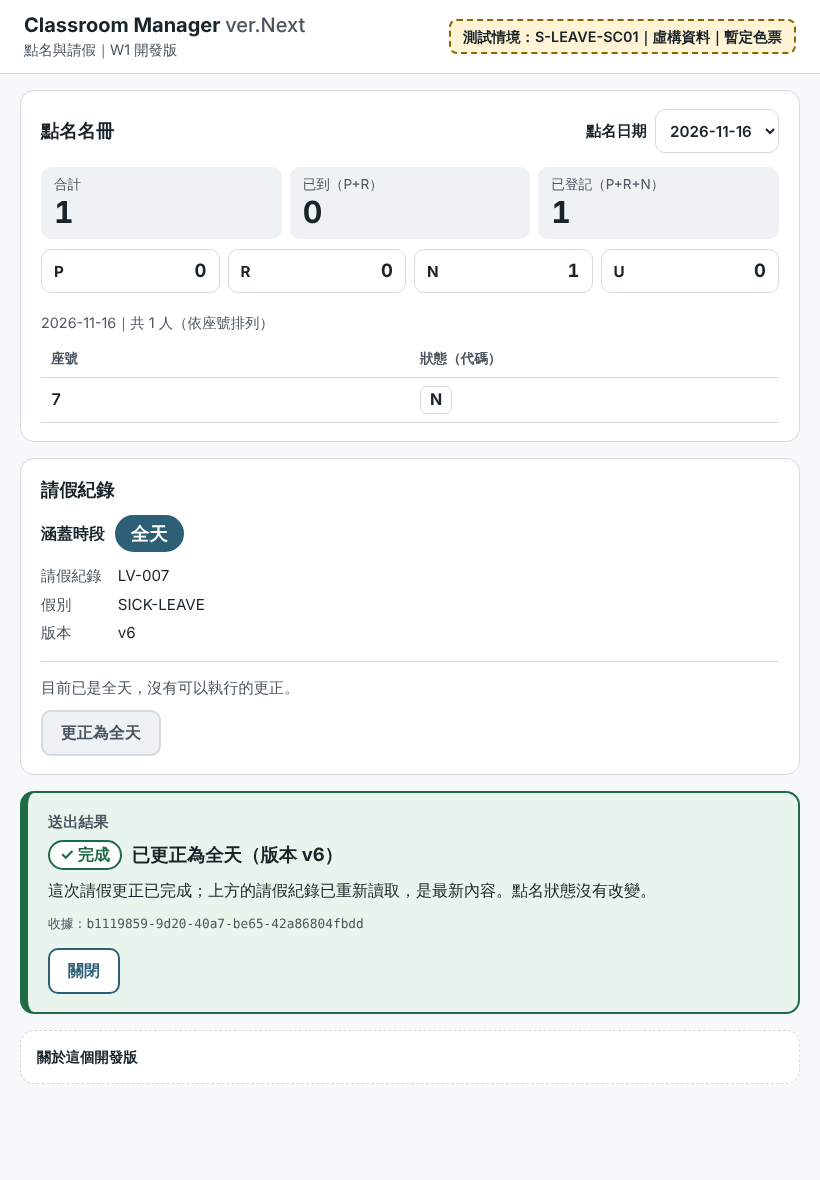 Classroom Manager ver.Next
點名與請假｜W1 開發版
測試情境：S-LEAVE-SC01｜虛構資料｜暫定色票
點名名冊
點名日期 2026-11-16
合計
1
已到（P+R）
0
已登記（P+R+N）
1
P 0
R 0
N 1
U 0
2026-11-16｜共 1 人（依座號排列）
座號 狀態（代碼）
7 N
請假紀錄
涵蓋時段 全天
請假紀錄 LV-007
假別 SICK-LEAVE
版本 v6
目前已是全天，沒有可以執行的更正。
更正為全天
送出結果
✓ 完成 已更正為全天（版本 v6）
這次請假更正已完成；上方的請假紀錄已重新讀取，是最新內容。點名狀態沒有改變。
收據：b1119859-9d20-40a7-be65-42a86804fbdd
關閉
關於這個開發版